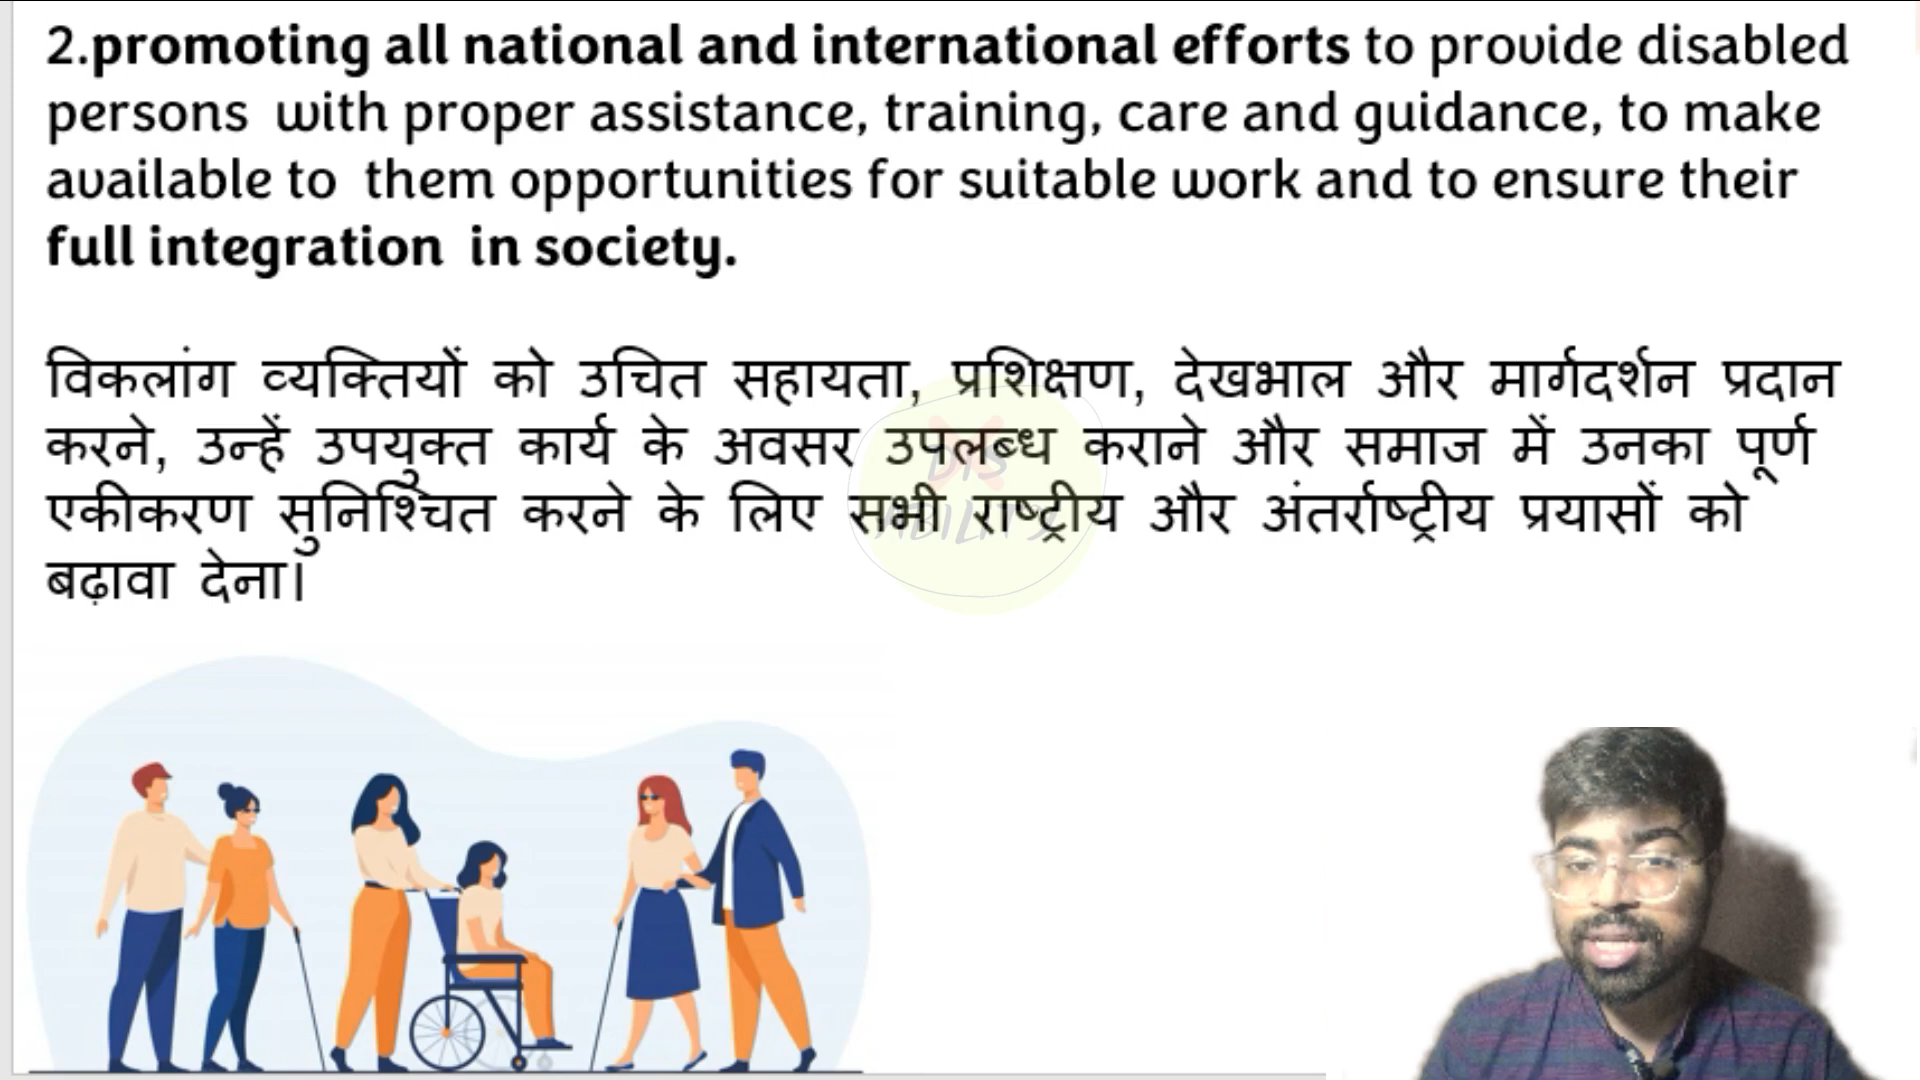 2.promoting all national and international efforts to provide disabled
persons with proper assistance, training, care and guidance, to make
available to them opportunities for suitable work and to ensure their
full integration in society.
विकलांग व्यक्तियों को उचित सहायता, प्रशिक्षण, देखभाल और मार्गदर्शन प्रदान
करने, उन्हें उपयुक्त कार्य के अवसर उपलब्ध कराने और समाज में उनका पूर्ण
एकीकरण सुनिश्चित करने के लिए सभी राष्ट्रीय और अंतर्राष्ट्रीय प्रयासों को
बढ़ावा देना।
DIS
ABILITY